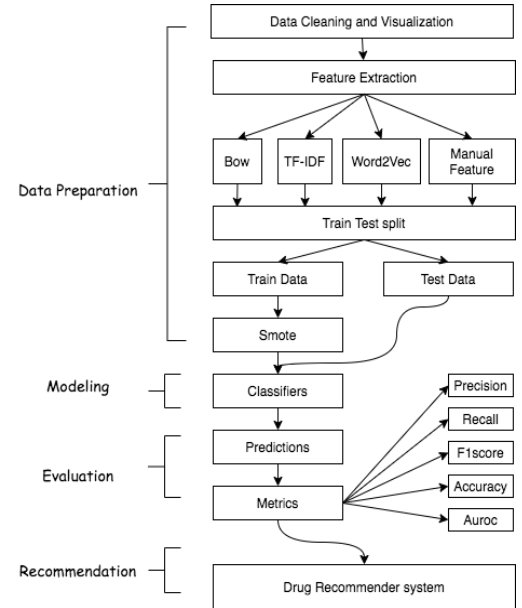 Data Cleaning and Visualization
Feature Extraction
Bow
TF-IDF
Word2Vec
Manual
Feature
Data Preparation
Train Test split
Train Data
Test Data
Smote
Modeling
Classifiers
Precision
Recall
Predictions
F1score
Evaluation
Accuracy
Metrics
Auroc
Recommendation
Drug Recommender system